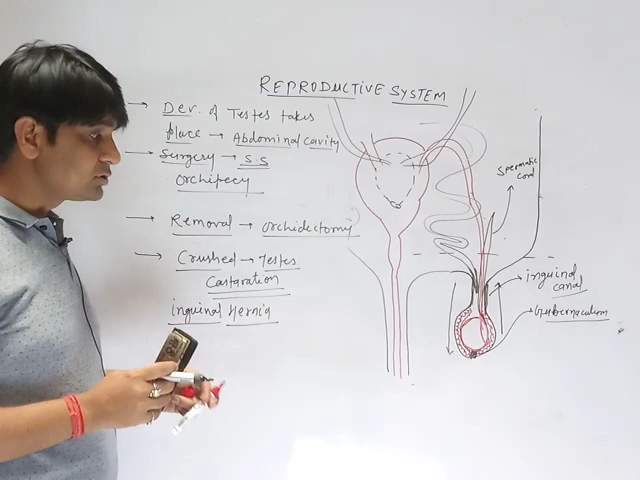 REPRODUCTIVE SYSTEM
→ Dev. of Testes takes
place → Abdominal cavity
→ Surgery → S.S
orchipecy
→ Removal → orchidectomy
→ Crushed → Testes
Castaration
inguinal Hernia
Spermatic
cord
inguinal
canal
Gubernaculum